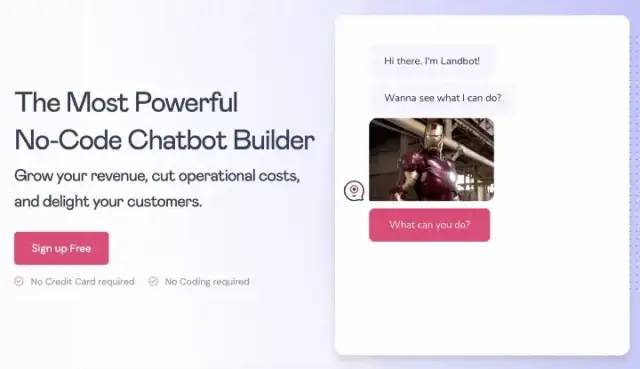 The Most Powerful
No-Code Chatbot Builder
Grow your revenue, cut operational costs,
and delight your customers.
Sign up Free
No Credit Card required
No Coding required
Hi there, I'm Landbot!
Wanna see what I can do?
What can you do?